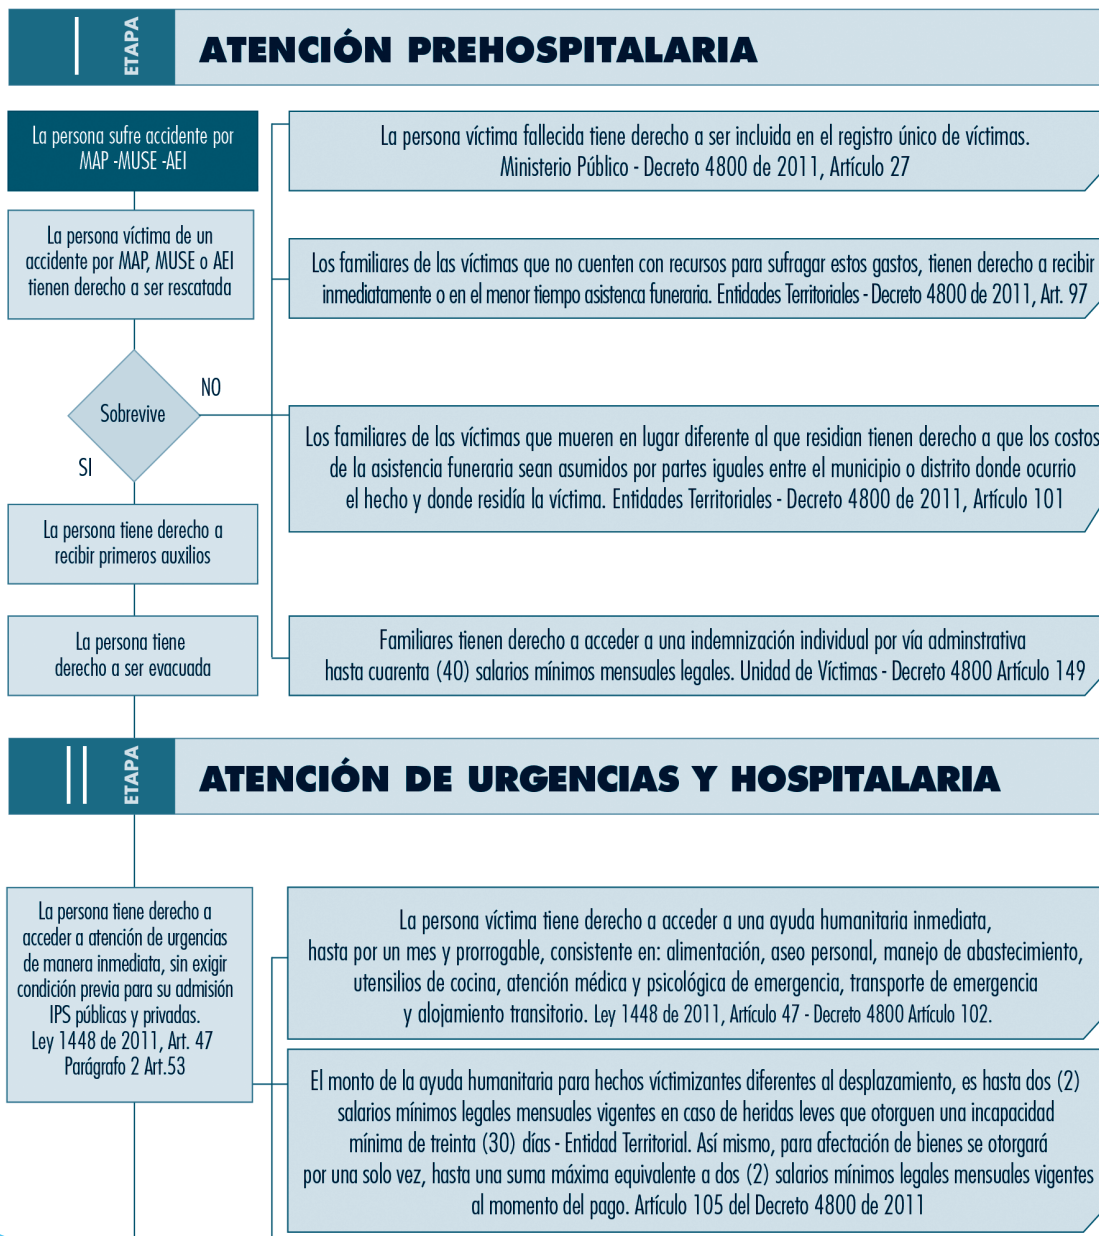 I ETAPA
ATENCIÓN PREHOSPITALARIA
La persona sufre accidente por
MAP -MUSE -AEI
La persona víctima de un
accidente por MAP, MUSE o AEI
tienen derecho a ser rescatada
Sobrevive
NO
SI
La persona tiene derecho a
recibir primeros auxilios
La persona tiene
derecho a ser evacuada
La persona víctima fallecida tiene derecho a ser incluida en el registro único de víctimas.
Ministerio Público - Decreto 4800 de 2011, Artículo 27
Los familiares de las víctimas que no cuenten con recursos para sufragar estos gastos, tienen derecho a recibir
inmediatamente o en el menor tiempo asistenca funeraria. Entidades Territoriales - Decreto 4800 de 2011, Art. 97
Los familiares de las víctimas que mueren en lugar diferente al que residian tienen derecho a que los costos
de la asistencia funeraria sean asumidos por partes iguales entre el municipio o distrito donde ocurrio
el hecho y donde residía la víctima. Entidades Territoriales - Decreto 4800 de 2011, Artículo 101
Familiares tienen derecho a acceder a una indemnización individual por vía adminstrativa
hasta cuarenta (40) salarios mínimos mensuales legales. Unidad de Víctimas - Decreto 4800 Artículo 149
II ETAPA
ATENCIÓN DE URGENCIAS Y HOSPITALARIA
La persona tiene derecho a
acceder a atención de urgencias
de manera inmediata, sin exigir
condición previa para su admisión
IPS públicas y privadas.
Ley 1448 de 2011, Art. 47
Parágrafo 2 Art.53
La persona víctima tiene derecho a acceder a una ayuda humanitaria inmediata,
hasta por un mes y prorrogable, consistente en: alimentación, aseo personal, manejo de abastecimiento,
utensilios de cocina, atención médica y psicológica de emergencia, transporte de emergencia
y alojamiento transitorio. Ley 1448 de 2011, Artículo 47 - Decreto 4800 Artículo 102.
El monto de la ayuda humanitaria para hechos víctimizantes diferentes al desplazamiento, es hasta dos (2)
salarios mínimos legales mensuales vigentes en caso de heridas leves que otorguen una incapacidad
mínima de treinta (30) días - Entidad Territorial. Así mismo, para afectación de bienes se otorgará
por una solo vez, hasta una suma máxima equivalente a dos (2) salarios mínimos legales mensuales vigentes
al momento del pago. Artículo 105 del Decreto 4800 de 2011